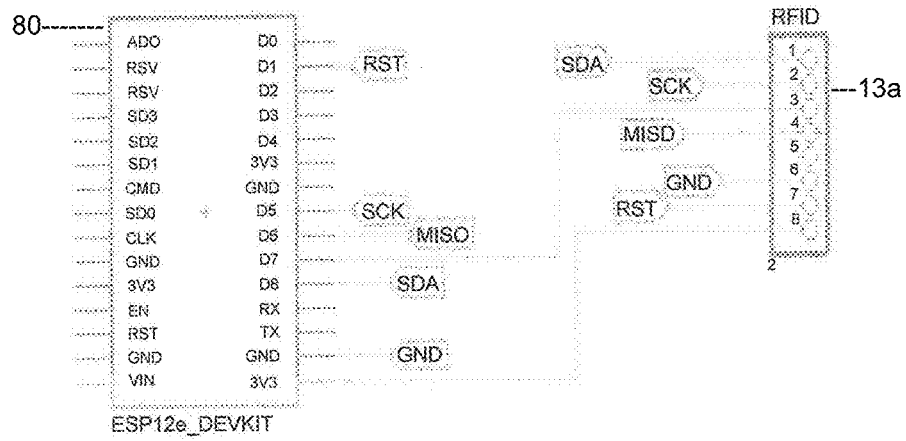 80
RFID
ADO D0
RSV D1 RST SDA 1
RSV D2 SCK 2 13a
SD3 D3 3
SD2 D4 MISD 4
SD1 3V3 5
CMD GND GND 6
SD0 D5 SCK RST 7
CLK D6 MISO 8
GND D7
3V3 D8 SDA 2
EN RX
RST TX
GND GND GND
VIN 3V3
ESP12e_DEVKIT